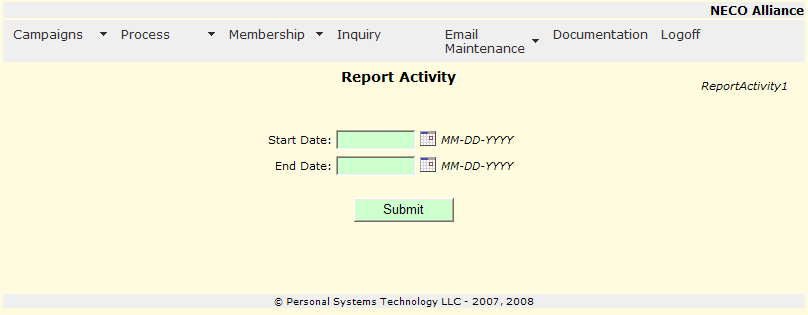 NECO Alliance
Campaigns Process Membership Inquiry Email Maintenance Documentation Logoff
Report Activity
ReportActivity1
Start Date: MM-DD-YYYY
End Date: MM-DD-YYYY
Submit
© Personal Systems Technology LLC - 2007, 2008